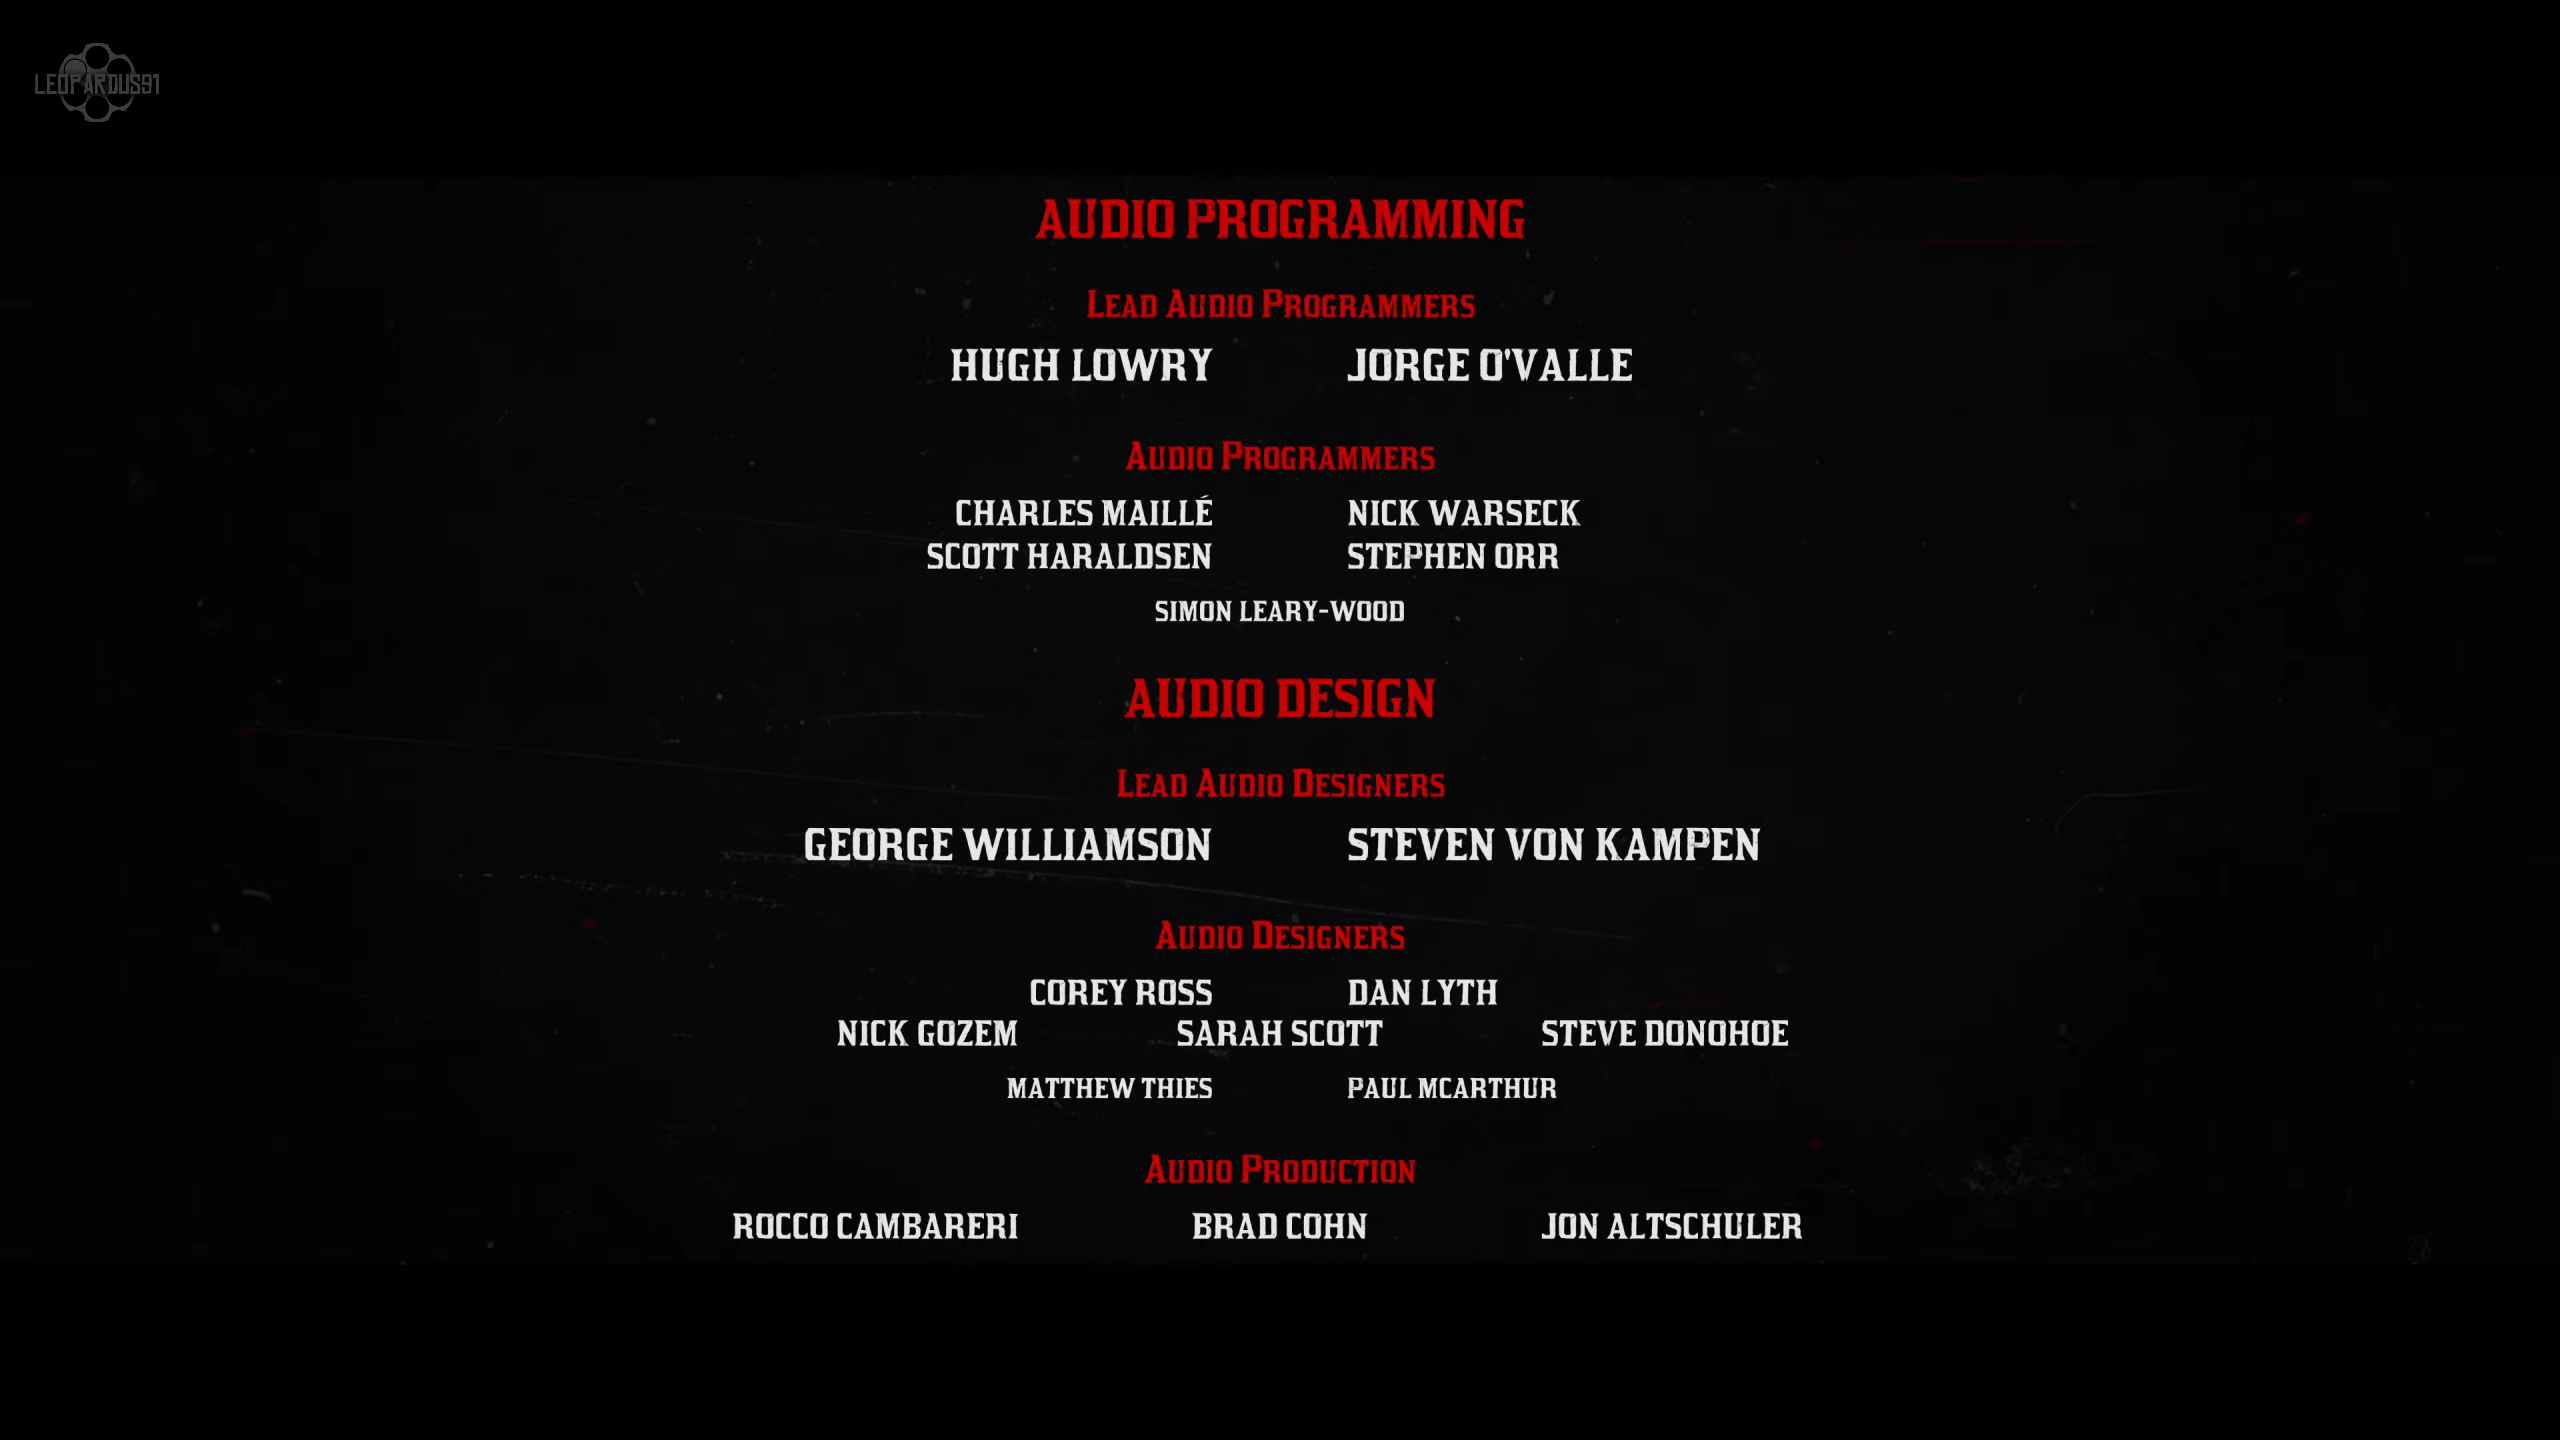 LEOPARDUS91
AUDIO PROGRAMMING
LEAD AUDIO PROGRAMMERS
HUGH LOWRY JORGE O'VALLE
AUDIO PROGRAMMERS
CHARLES MAILLÉ NICK WARSECK
SCOTT HARALDSEN STEPHEN ORR
SIMON LEARY-WOOD
AUDIO DESIGN
LEAD AUDIO DESIGNERS
GEORGE WILLIAMSON STEVEN VON KAMPEN
AUDIO DESIGNERS
COREY ROSS DAN LYTH
NICK GOZEM SARAH SCOTT STEVE DONOHOE
MATTHEW THIES PAUL MCARTHUR
AUDIO PRODUCTION
ROCCO CAMBARERI BRAD COHN JON ALTSCHULER